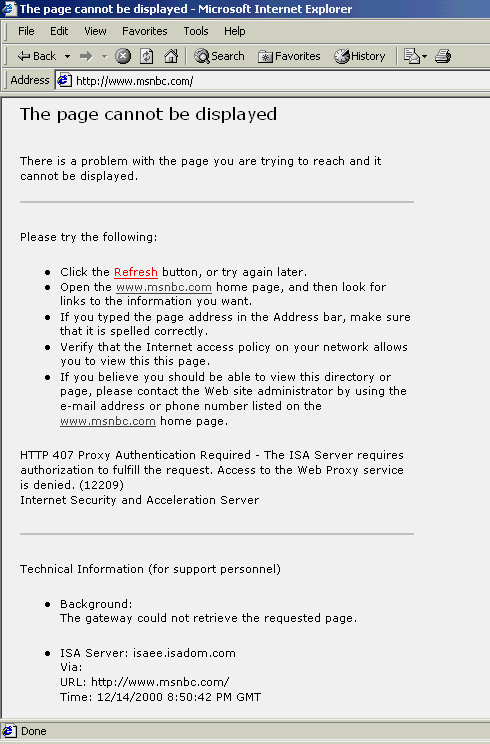 The page cannot be displayed - Microsoft Internet Explorer
File Edit View Favorites Tools Help
Back Search Favorites History
Address http://www.msnbc.com/
The page cannot be displayed
There is a problem with the page you are trying to reach and it
cannot be displayed.
Please try the following:
Click the Refresh button, or try again later.
Open the www.msnbc.com home page, and then look for
links to the information you want.
If you typed the page address in the Address bar, make sure
that it is spelled correctly.
Verify that the Internet access policy on your network allows
you to view this this page.
If you believe you should be able to view this directory or
page, please contact the Web site administrator by using the
e-mail address or phone number listed on the
www.msnbc.com home page.
HTTP 407 Proxy Authentication Required - The ISA Server requires
authorization to fulfill the request. Access to the Web Proxy service
is denied. (12209)
Internet Security and Acceleration Server
Technical Information (for support personnel)
Background:
The gateway could not retrieve the requested page.
ISA Server: isaee.isadom.com
Via:
URL: http://www.msnbc.com/
Time: 12/14/2000 8:50:42 PM GMT
Done